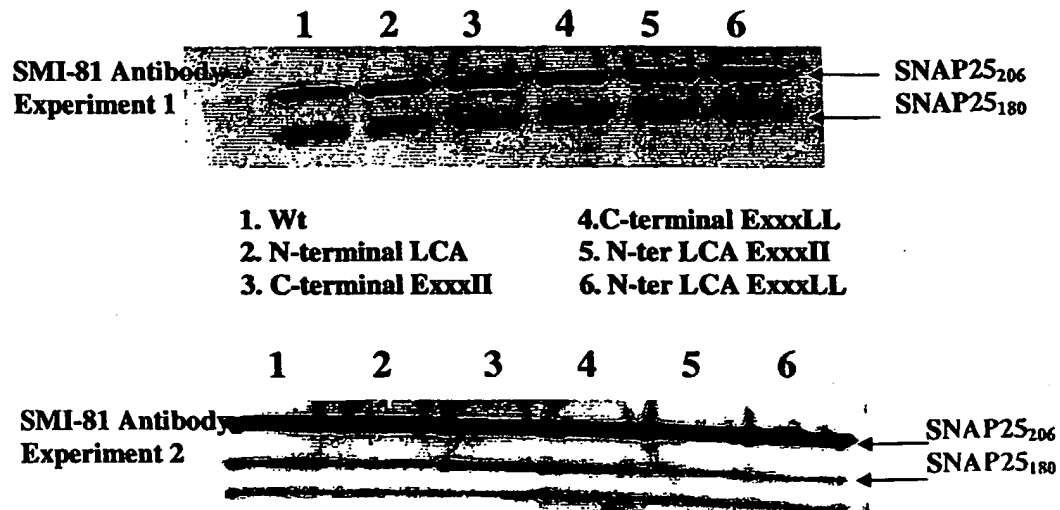 1 2 3 4 5 6
SMI-81 Antibody
Experiment 1
SNAP25₂₀₆
SNAP25₁₈₀
1. Wt
2. N-terminal LCA
3. C-terminal ExxxII
4.C-terminal ExxxLL
5. N-ter LCA ExxxII
6. N-ter LCA ExxxLL
1 2 3 4 5 6
SMI-81 Antibody
Experiment 2
SNAP25₂₀₆
SNAP25₁₈₀